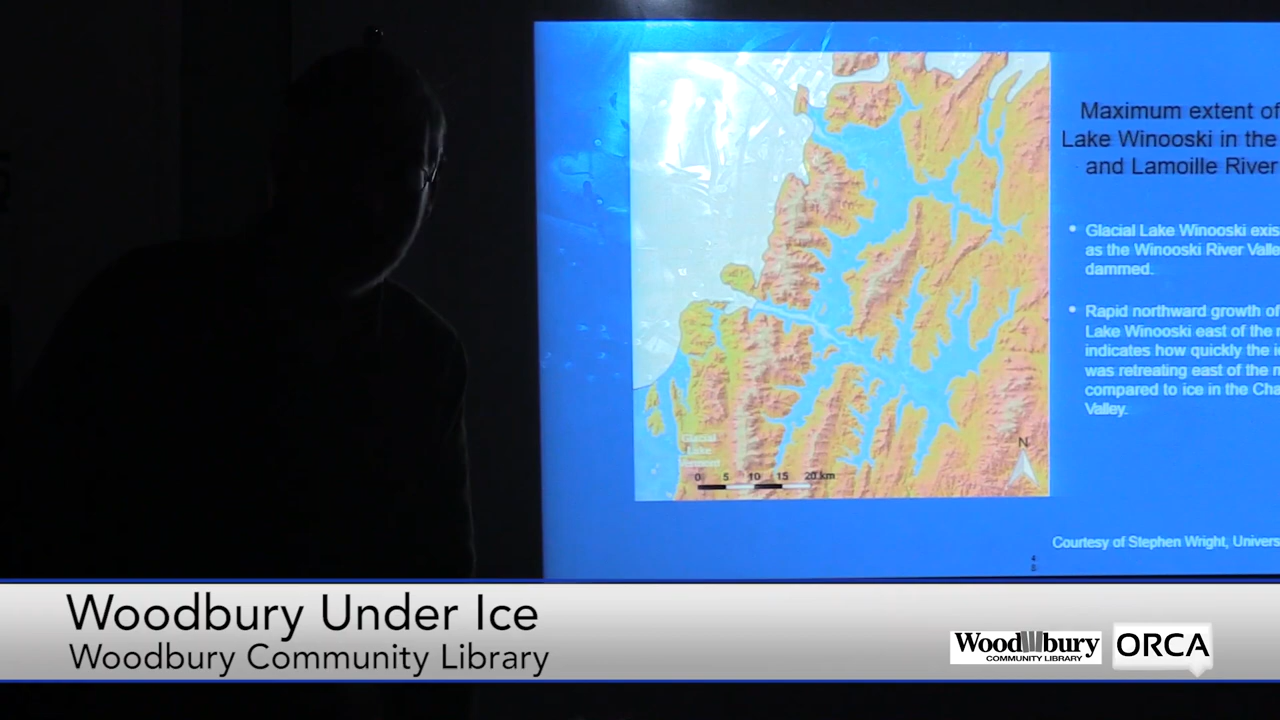 Maximum extent of
Lake Winooski in the
and Lamoille River
• Glacial Lake Winooski exis
as the Winooski River Valle
dammed.
• Rapid northward growth of
Lake Winooski east of the
indicates how quickly the i
was retreating east of the
compared to ice in the Cha
Valley.
Glacial
Lake
Vermont
N
0 5 10 15 20 km
Courtesy of Stephen Wright, Univers
Woodbury Under Ice
Woodbury Community Library
Woodbury
COMMUNITY LIBRARY
ORCA